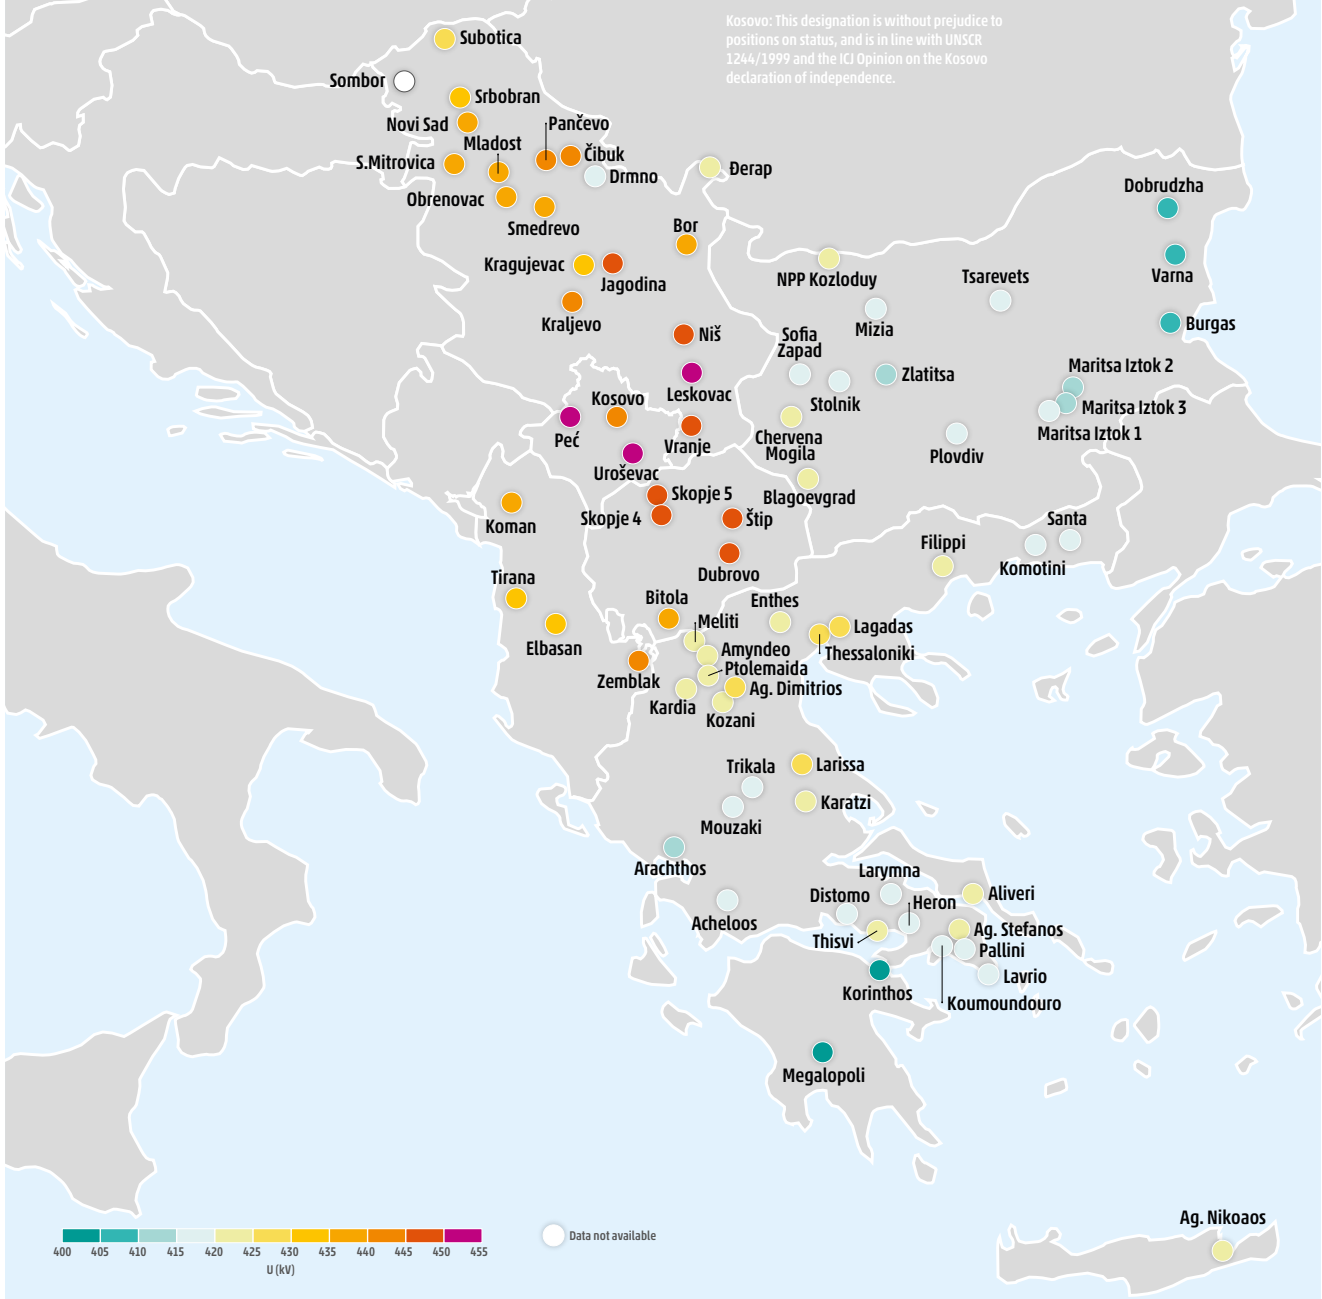 Kosovo: This designation is without prejudice to
positions on status, and is in line with UNSCR
1244/1999 and the ICJ Opinion on the Kosovo
declaration of independence.
Subotica
Sombor
Srbobran
Novi Sad
Pančevo
Mladost
Čibuk
S.Mitrovica
Drmno
Đerap
Obrenovac
Smedrevo
Dobrudzha
Bor
Kragujevac
Jagodina
NPP Kozloduy
Tsarevets
Varna
Kraljevo
Mizia
Burgas
Niš
Sofia
Zapad
Maritsa Iztok 2
Zlatitsa
Leskovac
Stolnik
Kosovo
Maritsa Iztok 3
Peć
Vranje
Chervena
Mogila
Maritsa Iztok 1
Plovdiv
Uroševac
Skopje 5
Blagoevgrad
Skopje 4
Štip
Koman
Santa
Filippi
Komotini
Dubrovo
Tirana
Bitola
Enthes
Meliti
Lagadas
Elbasan
Amyndeo
Thessaloniki
Ptolemaida
Zemblak
Ag. Dimitrios
Kardia
Kozani
Trikala
Larissa
Karatzi
Mouzaki
Arachthos
Larymna
Distomo
Aliveri
Heron
Acheloos
Ag. Stefanos
Thisvi
Pallini
Lavrio
Korinthos
Koumoundouro
Megalopoli
Ag. Nikoaos
Data not available
400 405 410 415 420 425 430 435 440 445 450 455
U (kV)